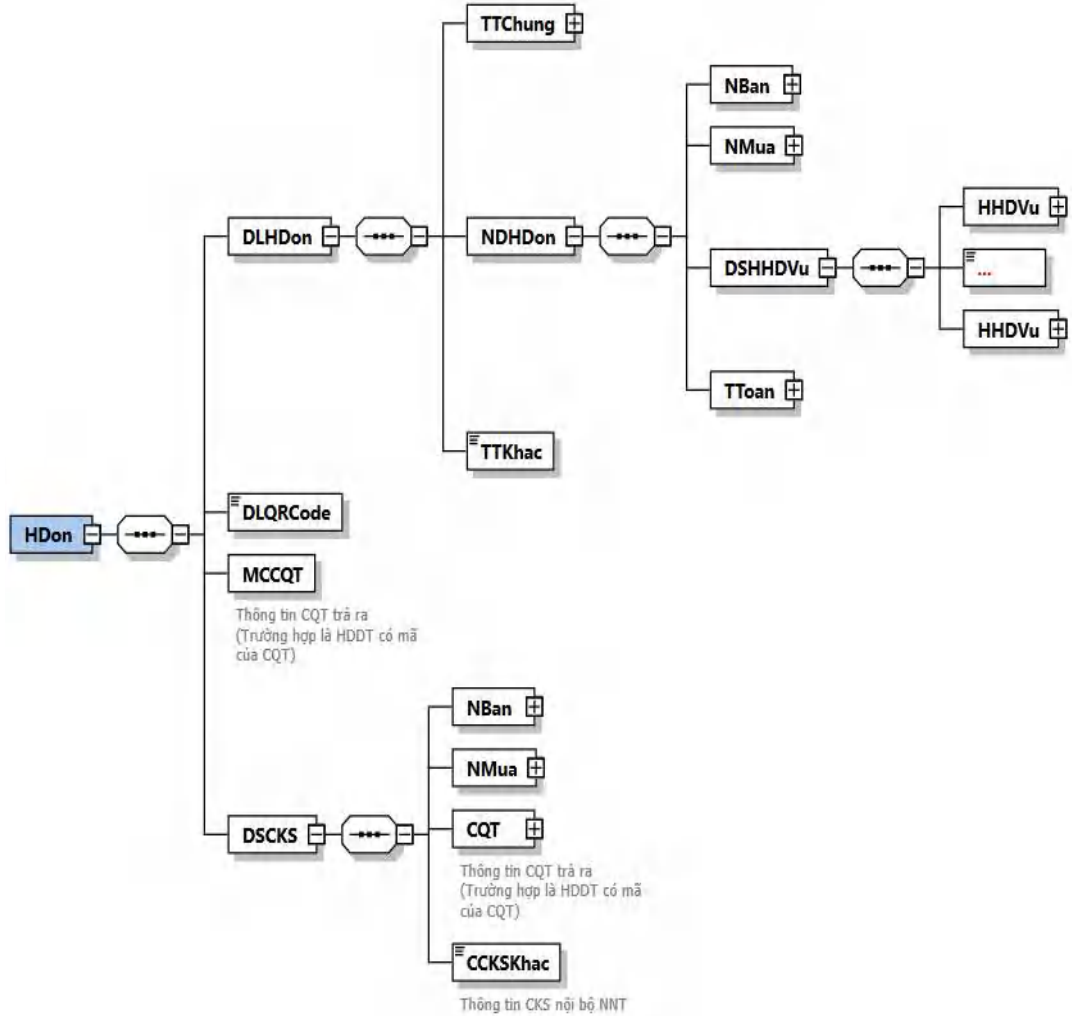 TTChung
NBan
NMua
HHDVu
DLHDon
NDHDon
DSHHDVu
...
HHDVu
TToan
TTKhac
DLQRCode
HDon
MCCQT
Thông tin CQT trả ra
(Trường hợp là HDDT có mã
của CQT)
NBan
NMua
DSCKS
CQT
Thông tin CQT trả ra
(Trường hợp là HDDT có mã
của CQT)
CCKSKhac
Thông tin CKS nội bộ NNT